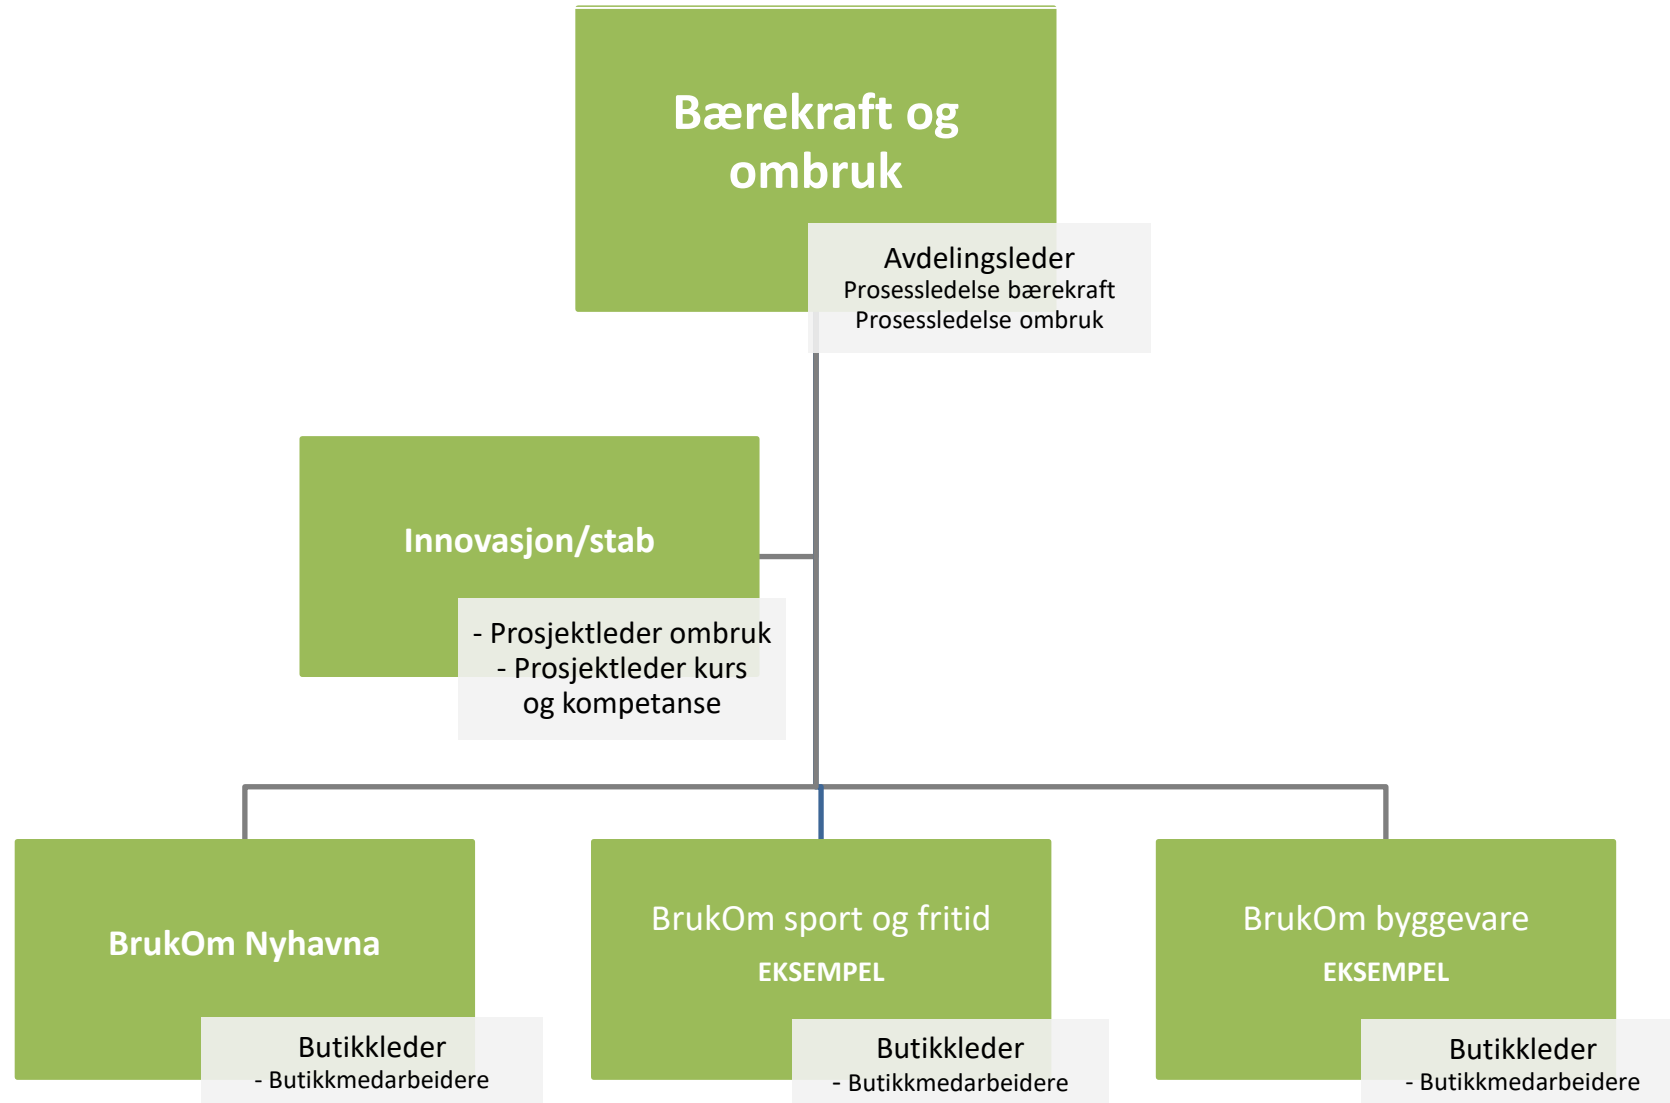 Bærekraft og
ombruk
Avdelingsleder
Prosessledelse bærekraft
Prosessledelse ombruk
Innovasjon/stab
- Prosjektleder ombruk
- Prosjektleder kurs
og kompetanse
BrukOm Nyhavna
Butikkleder
- Butikkmedarbeidere
BrukOm sport og fritid
EKSEMPEL
Butikkleder
- Butikkmedarbeidere
BrukOm byggevare
EKSEMPEL
Butikkleder
- Butikkmedarbeidere